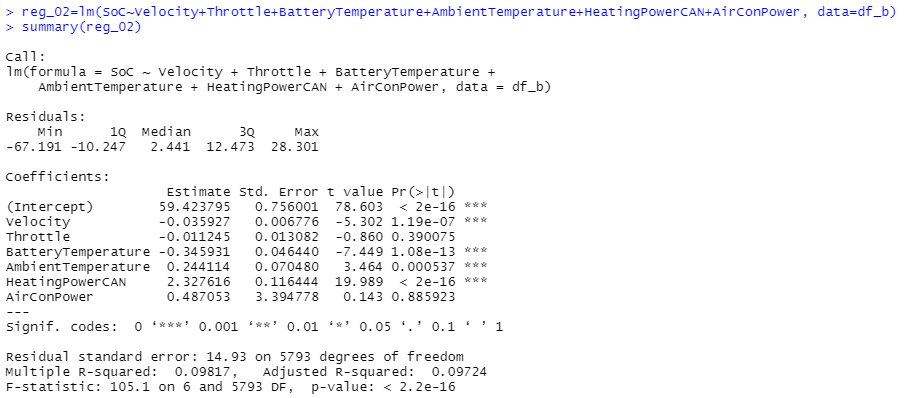 > reg_02=lm(SoC~Velocity+Throttle+BatteryTemperature+AmbientTemperature+HeatingPowerCAN+AirConPower, data=df_b)
> summary(reg_02)
Call:
lm(formula = SoC ~ Velocity + Throttle + BatteryTemperature +
    AmbientTemperature + HeatingPowerCAN + AirConPower, data = df_b)
Residuals:
    Min      1Q  Median      3Q     Max
-67.191 -10.247   2.441  12.473  28.301
Coefficients:
                    Estimate Std. Error t value Pr(>|t|)
(Intercept)        59.423795   0.756001  78.603  < 2e-16 ***
Velocity           -0.035927   0.006776  -5.302 1.19e-07 ***
Throttle           -0.011245   0.013082  -0.860 0.390075
BatteryTemperature -0.345931   0.046440  -7.449 1.08e-13 ***
AmbientTemperature  0.244114   0.070480   3.464 0.000537 ***
HeatingPowerCAN     2.327616   0.116444  19.989  < 2e-16 ***
AirConPower         0.487053   3.394778   0.143 0.885923
---
Signif. codes:  0 ‘***’ 0.001 ‘**’ 0.01 ‘*’ 0.05 ‘.’ 0.1 ‘ ’ 1
Residual standard error: 14.93 on 5793 degrees of freedom
Multiple R-squared:  0.09817,	Adjusted R-squared:  0.09724
F-statistic: 105.1 on 6 and 5793 DF,  p-value: < 2.2e-16